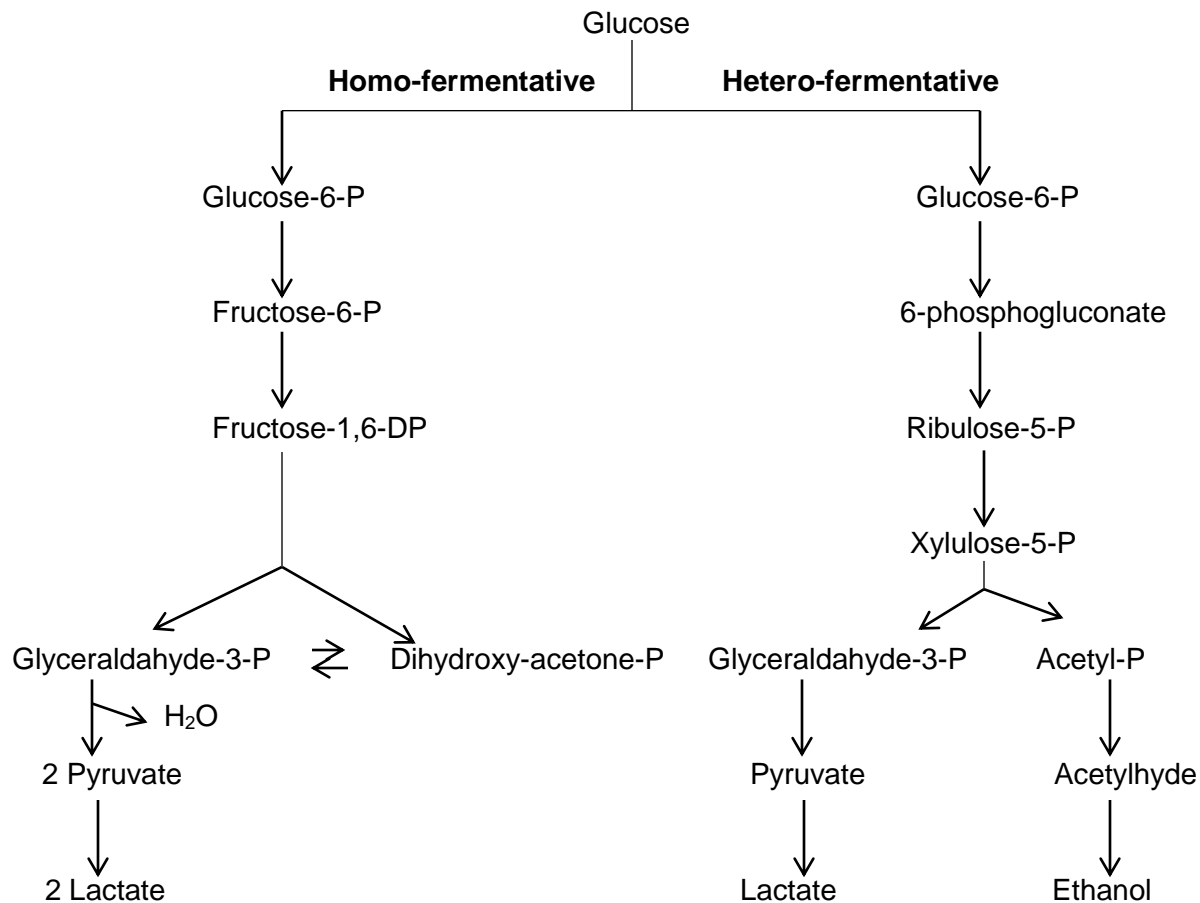 Glucose
Homo-fermentative
Hetero-fermentative
Glucose-6-P
Glucose-6-P
Fructose-6-P
6-phosphogluconate
Fructose-1,6-DP
Ribulose-5-P
Xylulose-5-P
Glyceraldahyde-3-P
Dihydroxy-acetone-P
Glyceraldahyde-3-P
Acetyl-P
H₂O
2 Pyruvate
Pyruvate
Acetylhyde
2 Lactate
Lactate
Ethanol